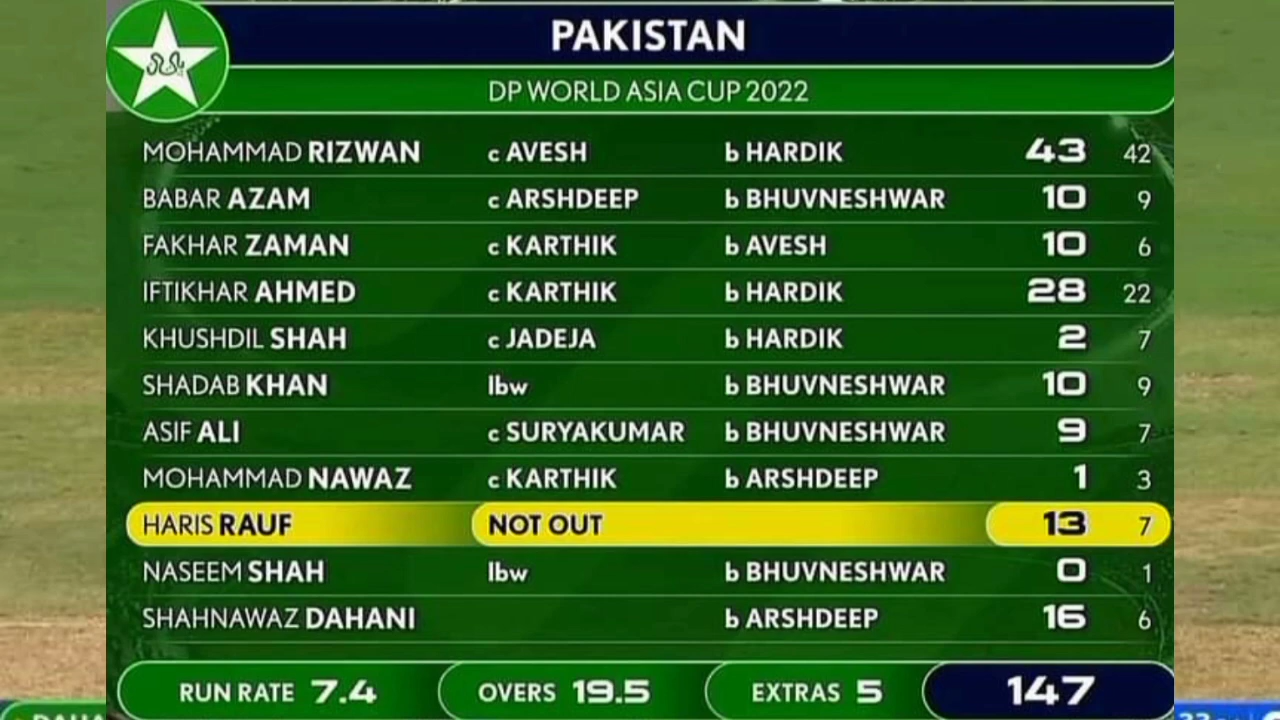 PAKISTAN
DP WORLD ASIA CUP 2022
MOHAMMAD RIZWAN c AVESH b HARDIK 43 42
BABAR AZAM c ARSHDEEP b BHUVNESHWAR 10 9
FAKHAR ZAMAN c KARTHIK b AVESH 10 6
IFTIKHAR AHMED c KARTHIK b HARDIK 28 22
KHUSHDIL SHAH c JADEJA b HARDIK 2 7
SHADAB KHAN lbw b BHUVNESHWAR 10 9
ASIF ALI c SURYAKUMAR b BHUVNESHWAR 9 7
MOHAMMAD NAWAZ c KARTHIK b ARSHDEEP 1 3
HARIS RAUF NOT OUT 13 7
NASEEM SHAH lbw b BHUVNESHWAR 0 1
SHAHNAWAZ DAHANI b ARSHDEEP 16 6
RUN RATE 7.4 OVERS 19.5 EXTRAS 5 147